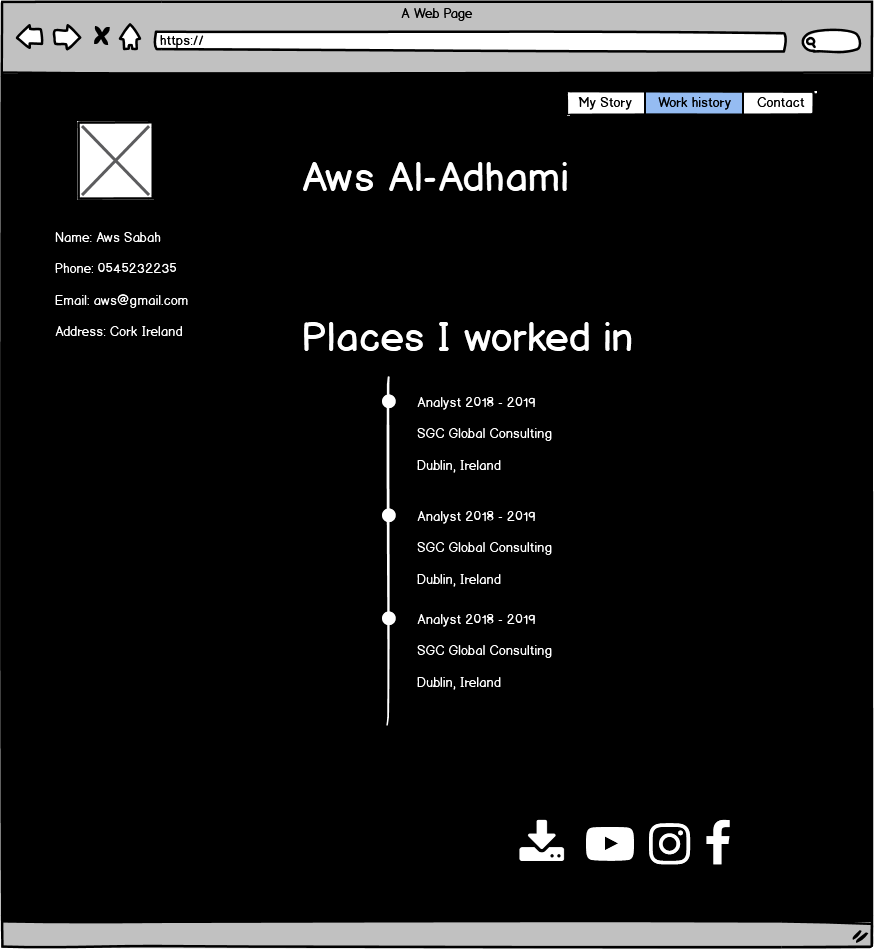 A Web Page
https://
My Story
Work history
Contact
Aws Al-Adhami
Name: Aws Sabah
Phone: 0545232235
Email: aws@gmail.com
Address: Cork Ireland
Places I worked in
Analyst 2018 - 2019
SGC Global Consulting
Dublin, Ireland
Analyst 2018 - 2019
SGC Global Consulting
Dublin, Ireland
Analyst 2018 - 2019
SGC Global Consulting
Dublin, Ireland